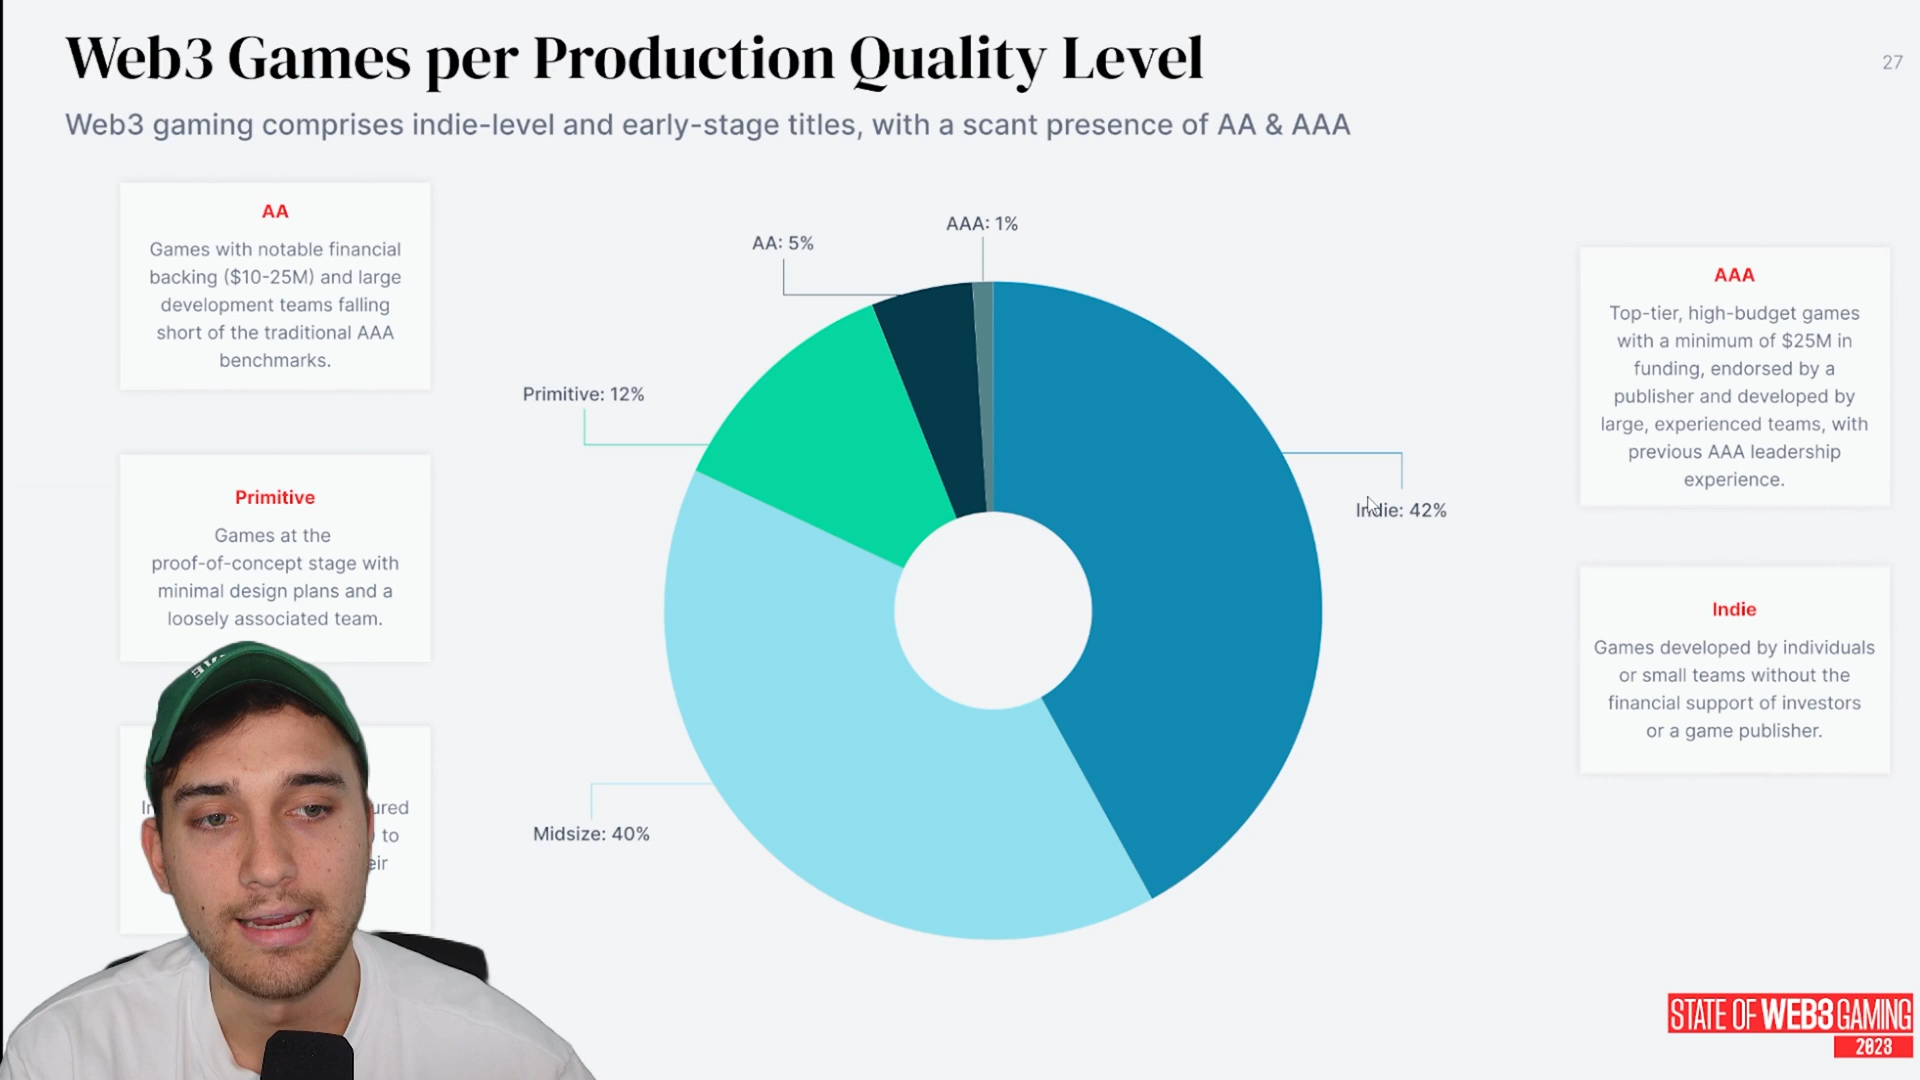 Web3 Games per Production Quality Level
27
Web3 gaming comprises indie-level and early-stage titles, with a scant presence of AA & AAA
AA
Games with notable financial
backing ($10-25M) and large
development teams falling
short of the traditional AAA
benchmarks.
Primitive
Games at the
proof-of-concept stage with
minimal design plans and a
loosely associated team.
to
AAA: 1%
AA: 5%
Primitive: 12%
Indie: 42%
Midsize: 40%
AAA
Top-tier, high-budget games
with a minimum of $25M in
funding, endorsed by a
publisher and developed by
large, experienced teams, with
previous AAA leadership
experience.
Indie
Games developed by individuals
or small teams without the
financial support of investors
or a game publisher.
STATE OF WEB3 GAMING
2023